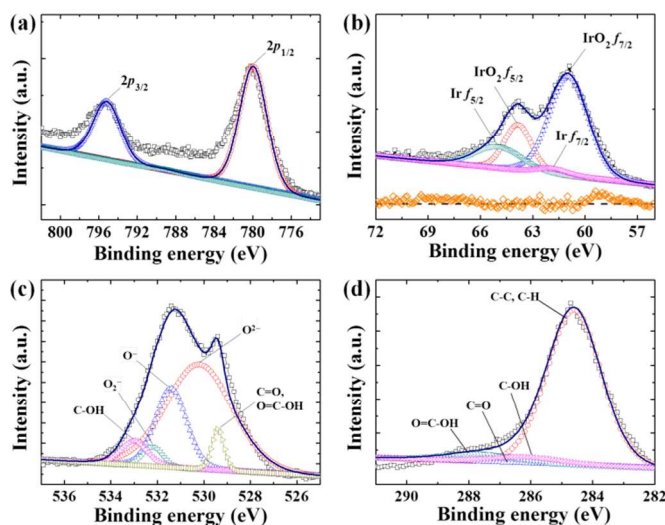 (a)
2p1/2
2p3/2
Intensity (a.u.)
800 796 792 788 784 780 776
Binding energy (eV)
(b)
IrO2 f7/2
IrO2 f5/2
Ir f5/2
Ir f7/2
Intensity (a.u.)
72 69 66 63 60 57
Binding energy (eV)
(c)
O2−
O−
O2−
C-OH
C=O,
O=C-OH
Intensity (a.u.)
536 534 532 530 528 526
Binding energy (eV)
(d)
C-C, C-H
C-OH
C=O
O=C-OH
Intensity (a.u.)
290 288 286 284 282
Binding energy (eV)